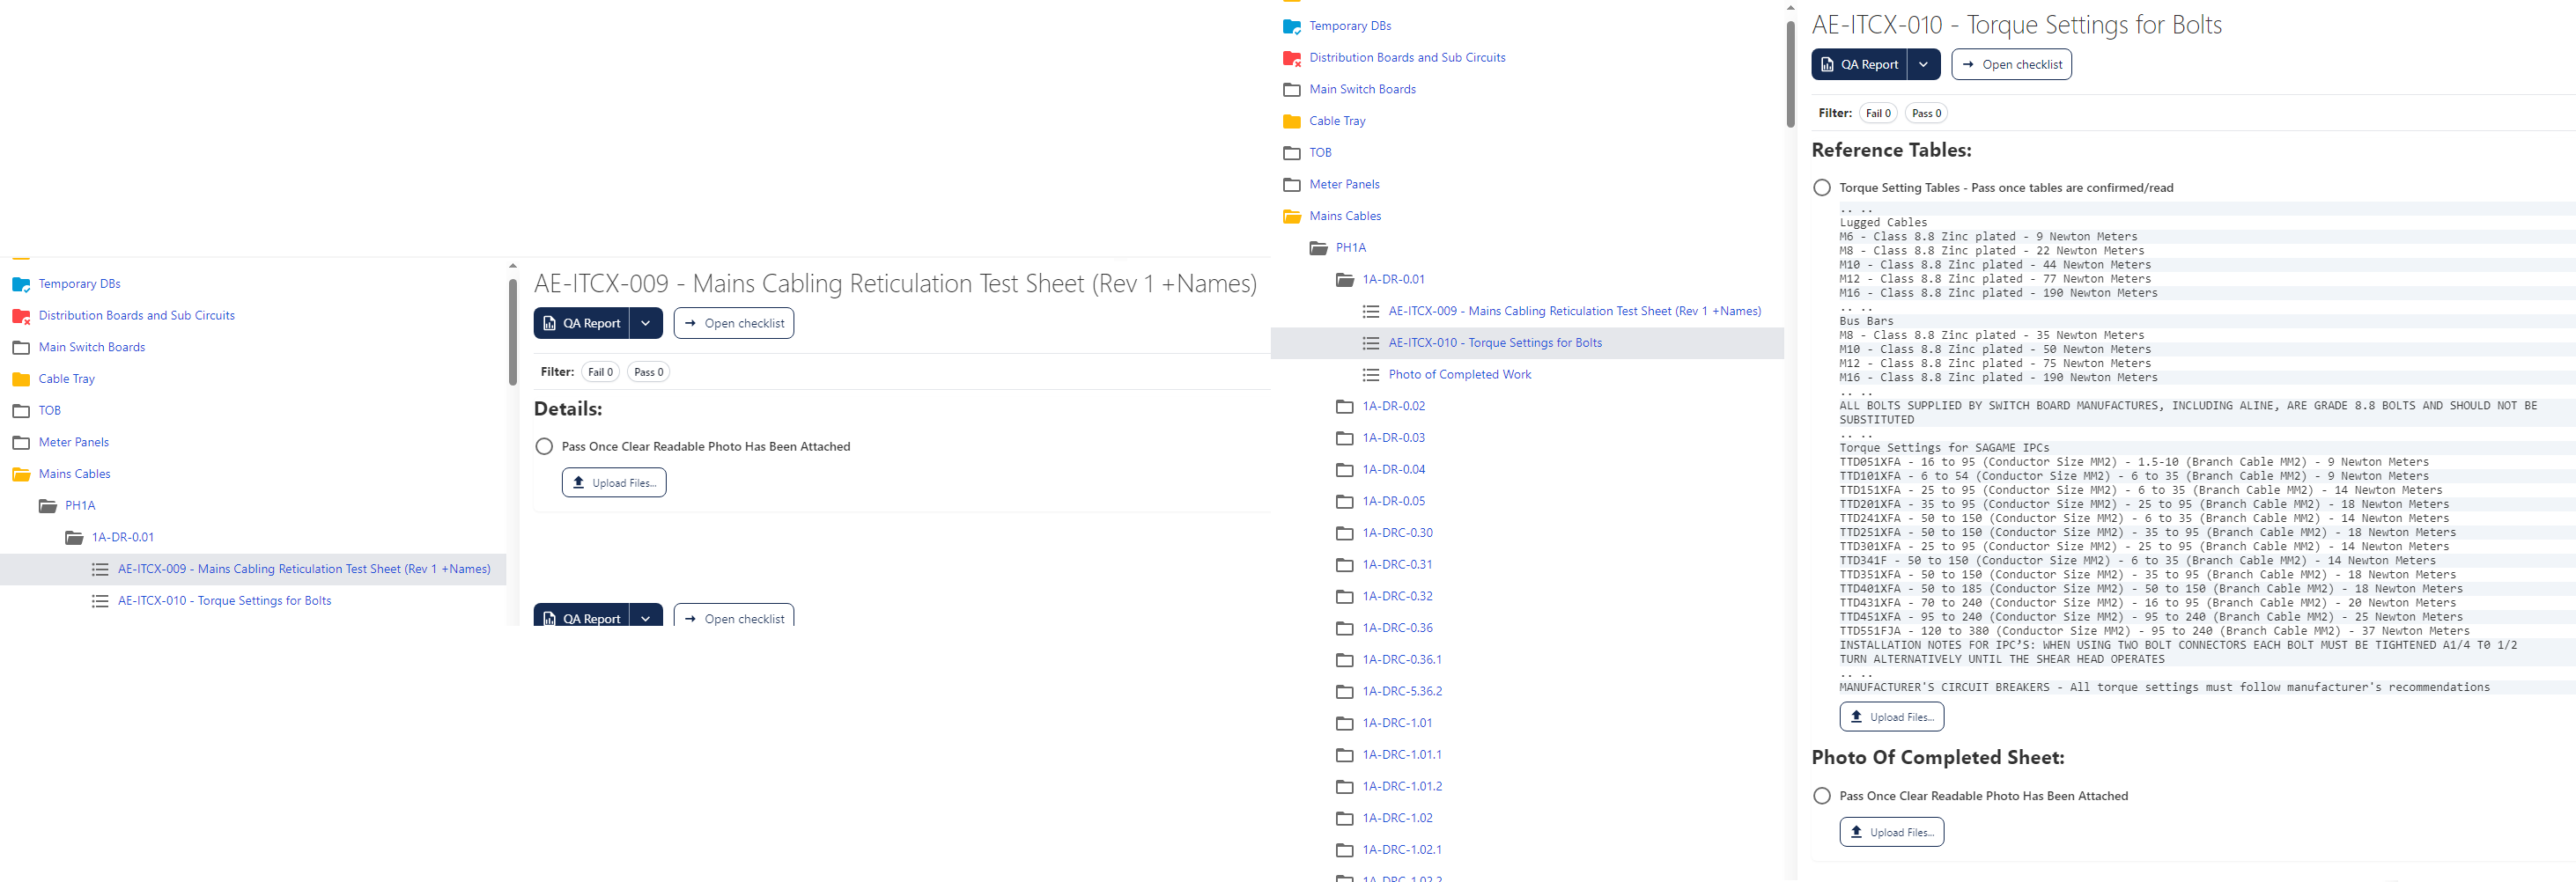 Temporary DBs
Distribution Boards and Sub Circuits
Main Switch Boards
Cable Tray
TOB
Meter Panels
Mains Cables
PH1A
1A-DR-0.01
AE-ITCX-009 - Mains Cabling Reticulation Test Sheet (Rev 1 +Names)
AE-ITCX-010 - Torque Settings for Bolts
AE-ITCX-009 - Mains Cabling Reticulation Test Sheet (Rev 1 +Names)
QA Report
Open checklist
Filter: Fail 0 Pass 0
Details:
Pass Once Clear Readable Photo Has Been Attached
Upload Files...
QA Report
Open checklist
Temporary DBs
Distribution Boards and Sub Circuits
Main Switch Boards
Cable Tray
TOB
Meter Panels
Mains Cables
PH1A
1A-DR-0.01
AE-ITCX-009 - Mains Cabling Reticulation Test Sheet (Rev 1 +Names)
AE-ITCX-010 - Torque Settings for Bolts
Photo of Completed Work
1A-DR-0.02
1A-DR-0.03
1A-DR-0.04
1A-DR-0.05
1A-DRC-0.30
1A-DRC-0.31
1A-DRC-0.32
1A-DRC-0.36
1A-DRC-0.36.1
1A-DRC-5.36.2
1A-DRC-1.01
1A-DRC-1.01.1
1A-DRC-1.01.2
1A-DRC-1.02
1A-DRC-1.02.1
1A-DRC-1.02.2
AE-ITCX-010 - Torque Settings for Bolts
QA Report
Open checklist
Filter: Fail 0 Pass 0
Reference Tables:
Torque Setting Tables - Pass once tables are confirmed/read
.. ..
Lugged Cables
M6 - Class 8.8 Zinc plated - 9 Newton Meters
M8 - Class 8.8 Zinc plated - 22 Newton Meters
M10 - Class 8.8 Zinc plated - 44 Newton Meters
M12 - Class 8.8 Zinc plated - 77 Newton Meters
M16 - Class 8.8 Zinc plated - 190 Newton Meters
.. ..
Bus Bars
M8 - Class 8.8 Zinc plated - 35 Newton Meters
M10 - Class 8.8 Zinc plated - 50 Newton Meters
M12 - Class 8.8 Zinc plated - 75 Newton Meters
M16 - Class 8.8 Zinc plated - 190 Newton Meters
.. ..
ALL BOLTS SUPPLIED BY SWITCH BOARD MANUFACTURES, INCLUDING ALINE, ARE GRADE 8.8 BOLTS AND SHOULD NOT BE
SUBSTITUTED
.. ..
Torque Settings for SAGAME IPCs
TTD051XFA - 16 to 95 (Conductor Size MM2) - 1.5-10 (Branch Cable MM2) - 9 Newton Meters
TTD101XFA - 6 to 54 (Conductor Size MM2) - 6 to 35 (Branch Cable MM2) - 9 Newton Meters
TTD151XFA - 25 to 95 (Conductor Size MM2) - 6 to 35 (Branch Cable MM2) - 14 Newton Meters
TTD201XFA - 35 to 95 (Conductor Size MM2) - 25 to 95 (Branch Cable MM2) - 18 Newton Meters
TTD241XFA - 50 to 150 (Conductor Size MM2) - 6 to 35 (Branch Cable MM2) - 14 Newton Meters
TTD251XFA - 50 to 150 (Conductor Size MM2) - 35 to 95 (Branch Cable MM2) - 18 Newton Meters
TTD301XFA - 25 to 95 (Conductor Size MM2) - 25 to 95 (Branch Cable MM2) - 14 Newton Meters
TTD341F - 50 to 150 (Conductor Size MM2) - 6 to 35 (Branch Cable MM2) - 14 Newton Meters
TTD351XFA - 50 to 150 (Conductor Size MM2) - 35 to 95 (Branch Cable MM2) - 18 Newton Meters
TTD401XFA - 50 to 185 (Conductor Size MM2) - 50 to 150 (Branch Cable MM2) - 18 Newton Meters
TTD431XFA - 70 to 240 (Conductor Size MM2) - 16 to 95 (Branch Cable MM2) - 20 Newton Meters
TTD451XFA - 95 to 240 (Conductor Size MM2) - 95 to 240 (Branch Cable MM2) - 25 Newton Meters
TTD551FJA - 120 to 380 (Conductor Size MM2) - 95 to 240 (Branch Cable MM2) - 37 Newton Meters
INSTALLATION NOTES FOR IPC’S: WHEN USING TWO BOLT CONNECTORS EACH BOLT MUST BE TIGHTENED A1/4 T0 1/2
TURN ALTERNATIVELY UNTIL THE SHEAR HEAD OPERATES
.. ..
MANUFACTURER'S CIRCUIT BREAKERS - All torque settings must follow manufacturer's recommendations
Upload Files...
Photo Of Completed Sheet:
Pass Once Clear Readable Photo Has Been Attached
Upload Files...